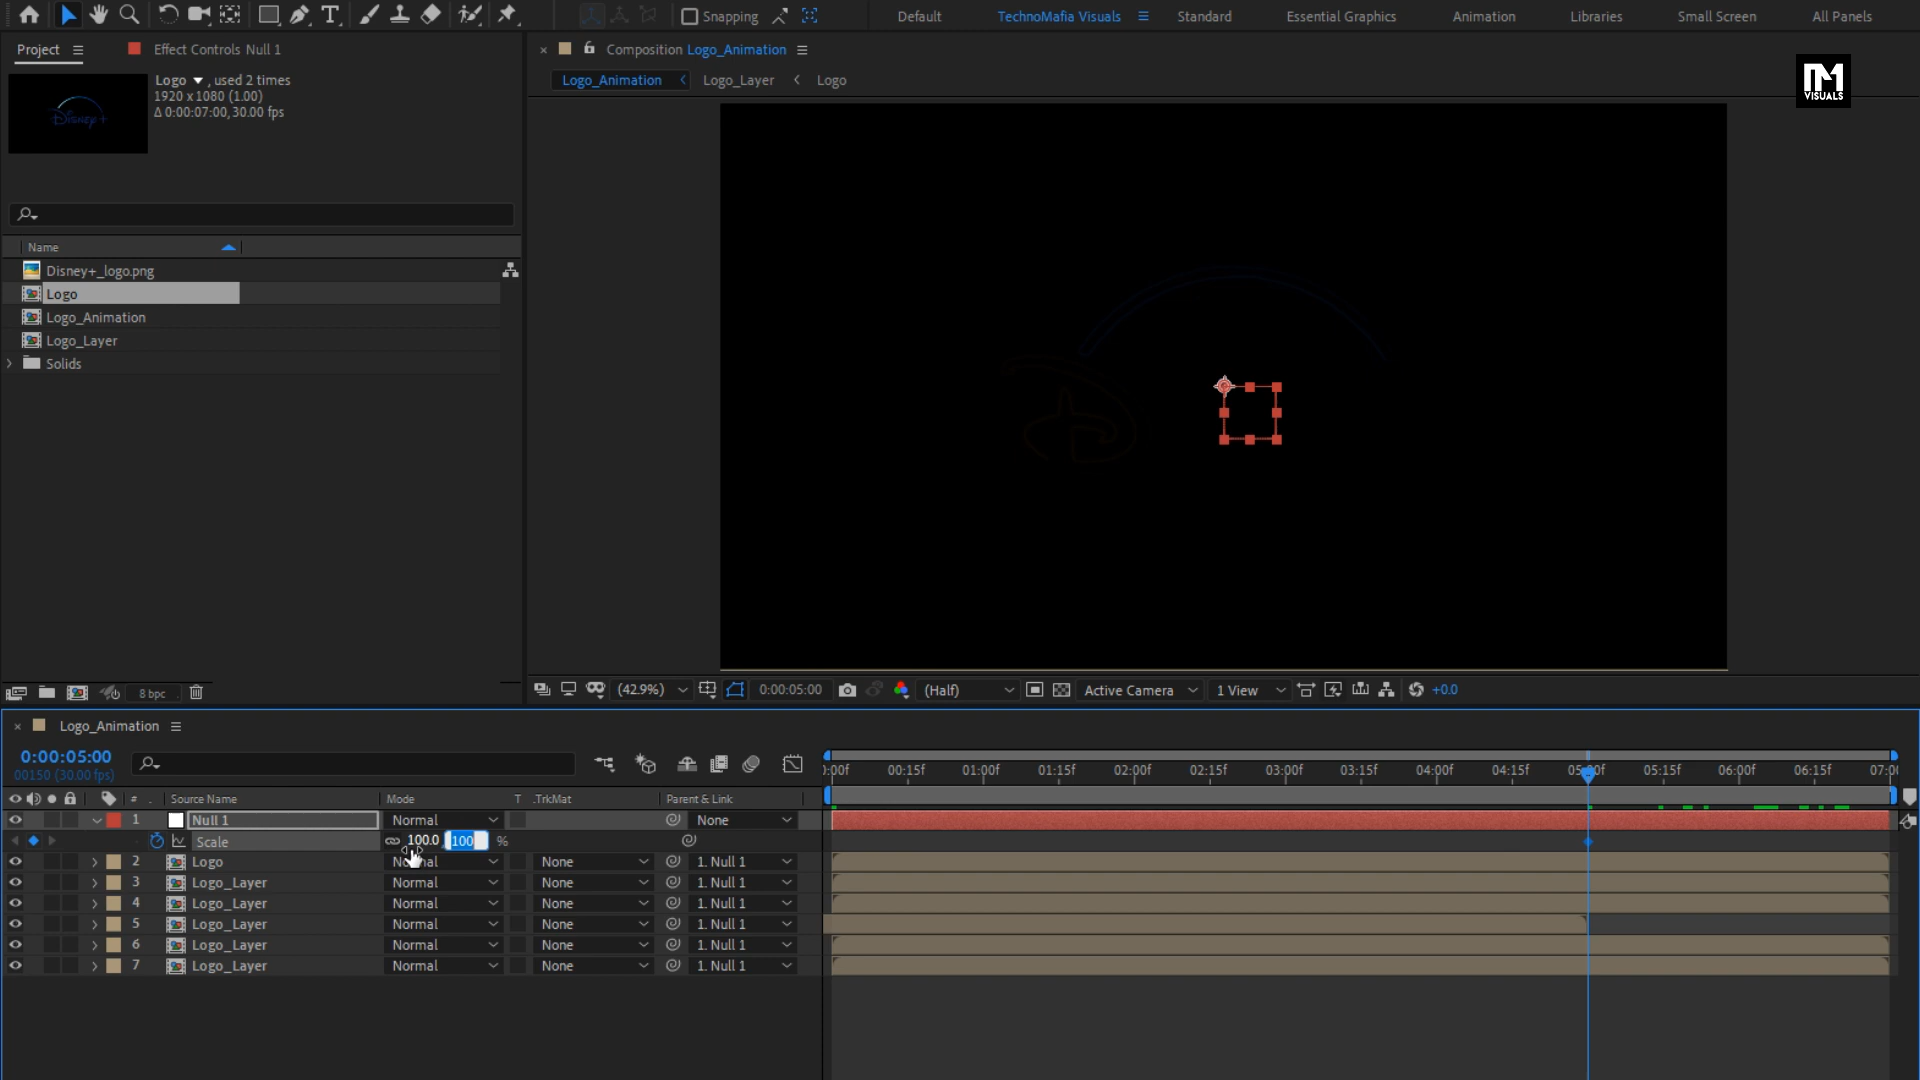 Snapping
Default
TechnoMafia Visuals
Standard
Essential Graphics
Animation
Libraries
Small Screen
All Panels
Project
Effect Controls Null 1
Logo , used 2 times
1920 x 1080 (1.00)
Δ 0:00:07:00, 30.00 fps
Disney+
Name
Disney+_logo.png
Logo
Logo_Animation
Logo_Layer
Solids
8 bpc
Composition Logo_Animation
Logo_Animation < Logo_Layer < Logo
VISUALS
(42.9%)
0:00:05:00
(Half)
Active Camera
1 View
+0.0
Logo_Animation
0:00:05:00
00150 (30.00 fps)
# . Source Name Mode T .TrkMat Parent & Link
1 Null 1 Normal None
Scale 100.0, 100 %
2 Logo Normal None 1. Null 1
3 Logo_Layer Normal None 1. Null 1
4 Logo_Layer Normal None 1. Null 1
5 Logo_Layer Normal None 1. Null 1
6 Logo_Layer Normal None 1. Null 1
7 Logo_Layer Normal None 1. Null 1
):00f 00:15f 01:00f 01:15f 02:00f 02:15f 03:00f 03:15f 04:00f 04:15f 05:00f 05:15f 06:00f 06:15f 07:00